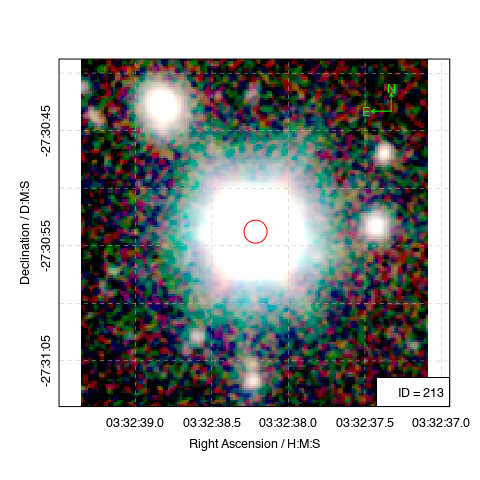 N
E
-27:30:45
-27:30:55
-27:31:05
Declination / D:M:S
ID = 213
03:32:39.0 03:32:38.5 03:32:38.0 03:32:37.5 03:32:37.0
Right Ascension / H:M:S